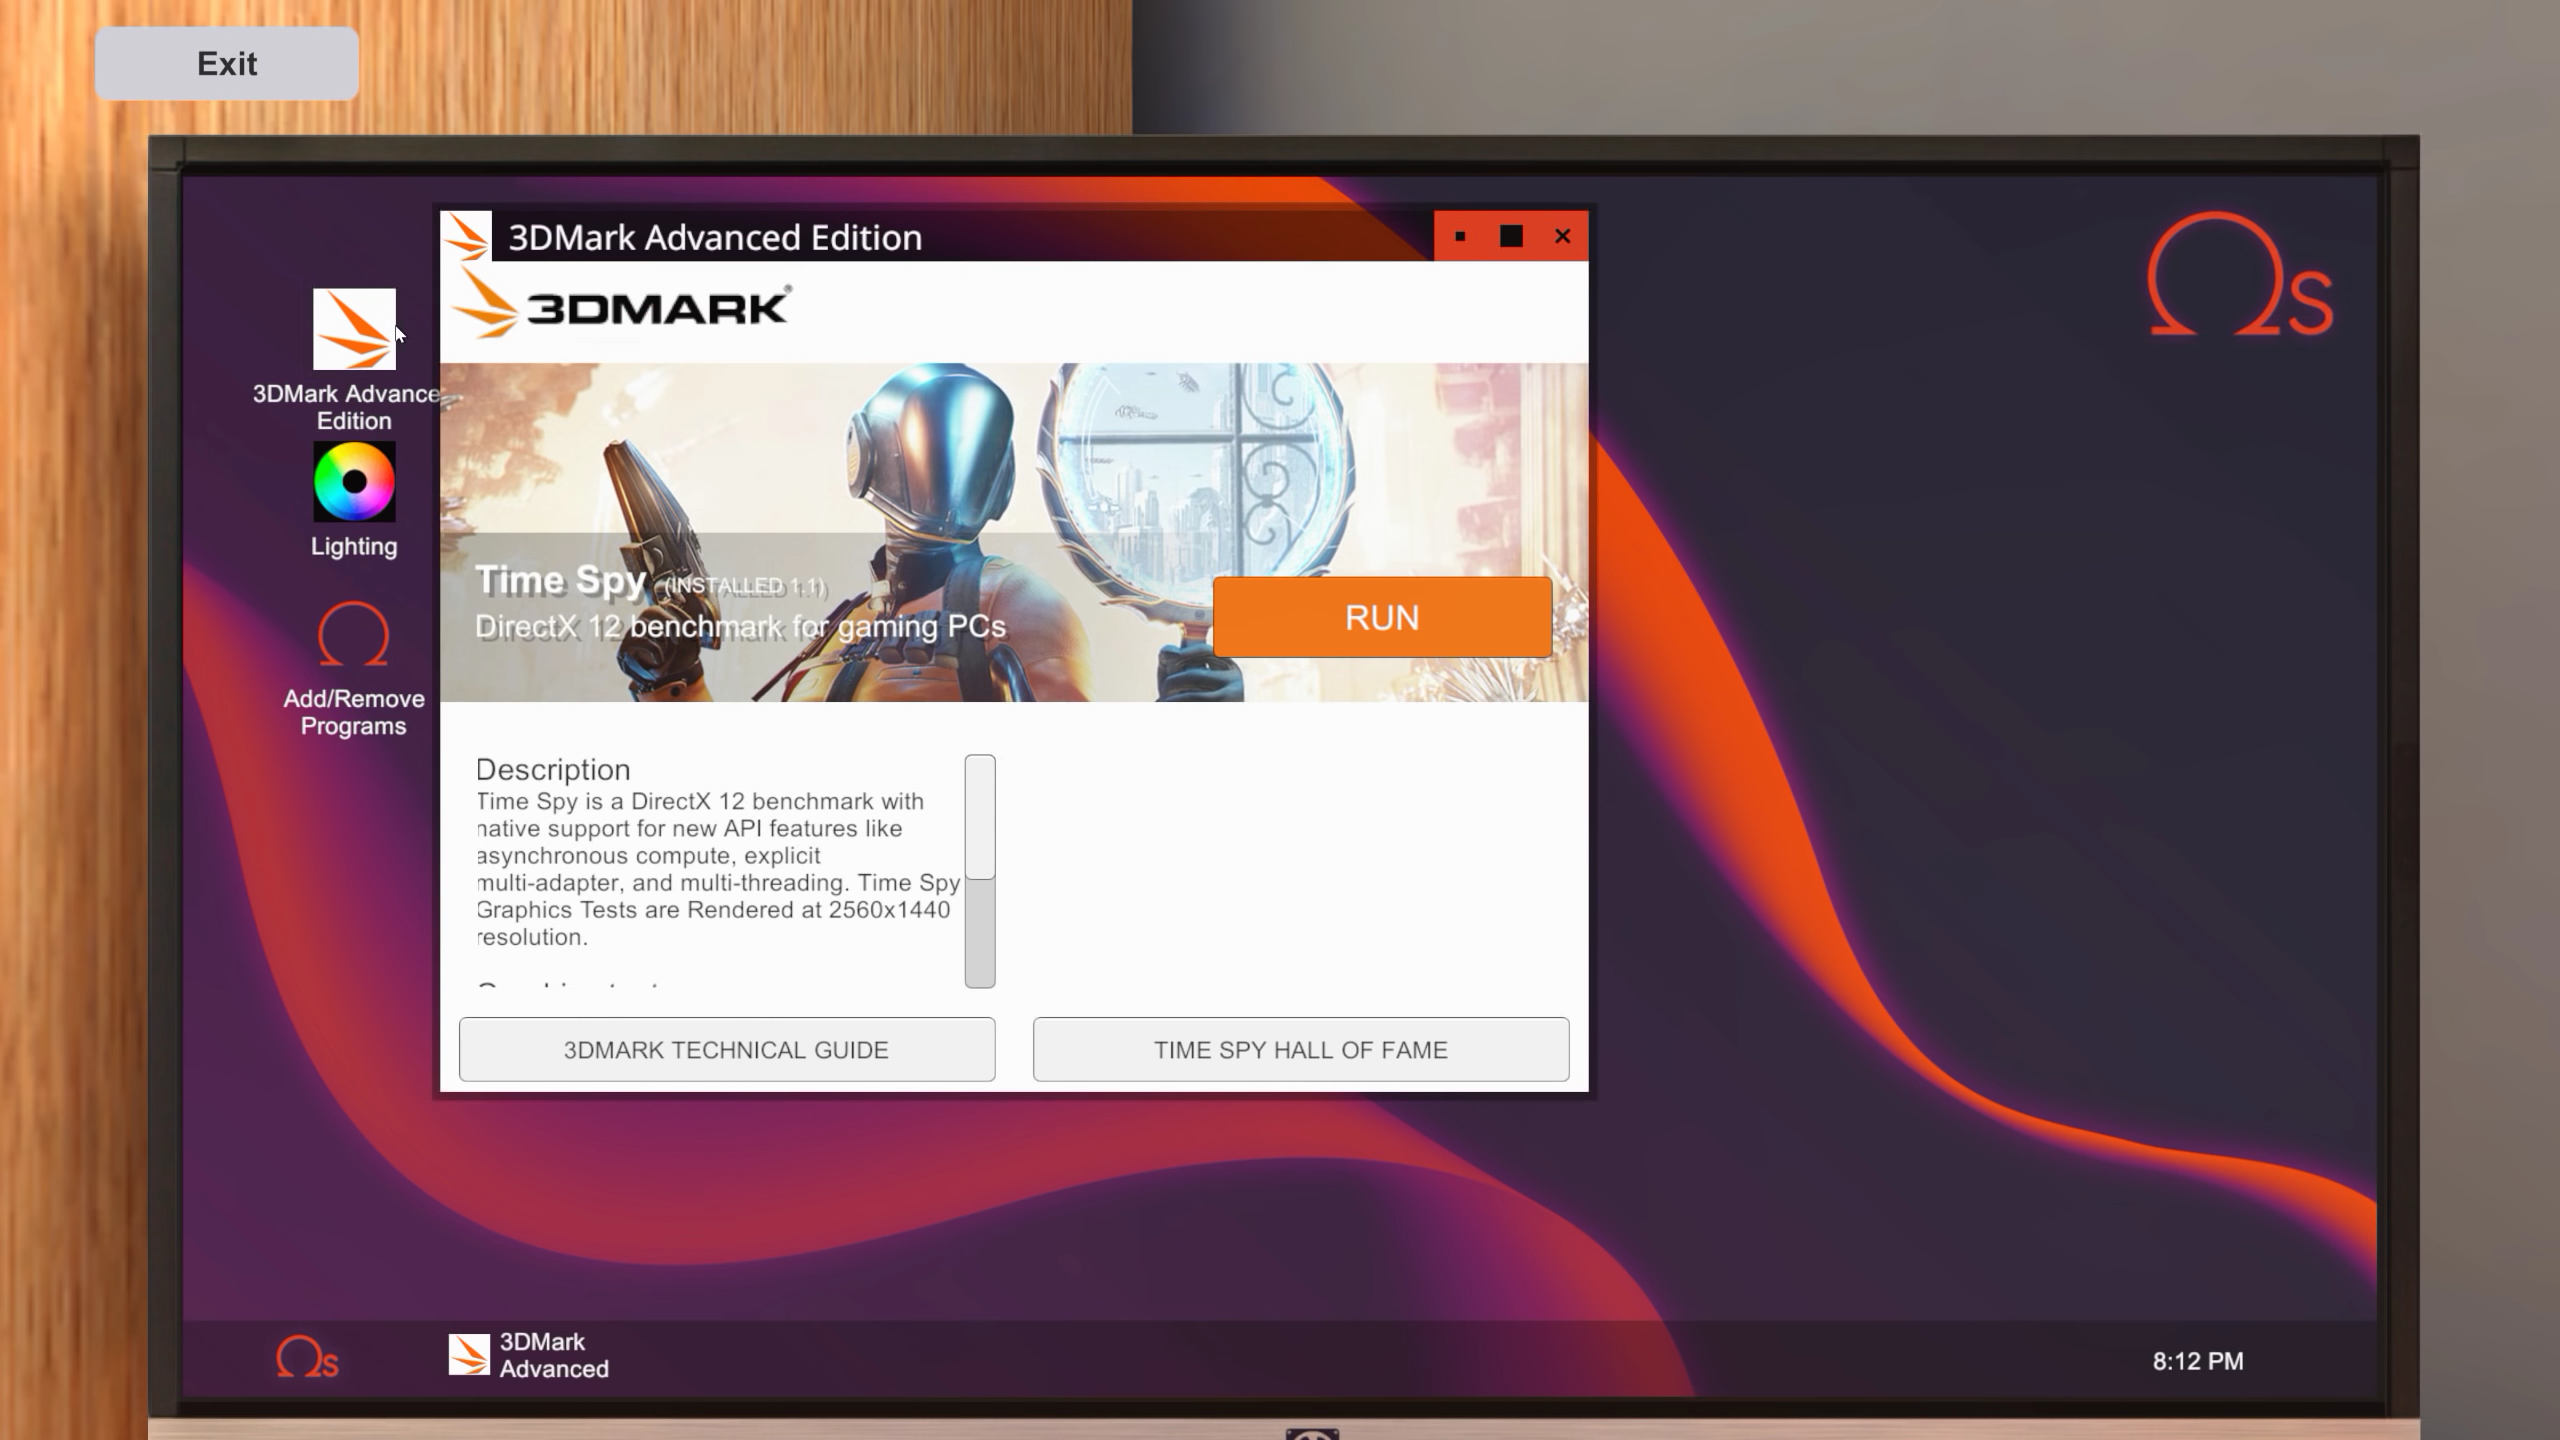 Exit
3DMark Advanced Edition
3DMARK®
3DMark Advance
Edition
Lighting
Add/Remove
Programs
Time Spy (INSTALLED 1.1)
DirectX 12 benchmark for gaming PCs
RUN
Description
Time Spy is a DirectX 12 benchmark with
native support for new API features like
asynchronous compute, explicit
multi-adapter, and multi-threading. Time Spy
Graphics Tests are Rendered at 2560x1440
resolution.
3DMARK TECHNICAL GUIDE
TIME SPY HALL OF FAME
Ωs
Ωs
3DMark
Advanced
8:12 PM